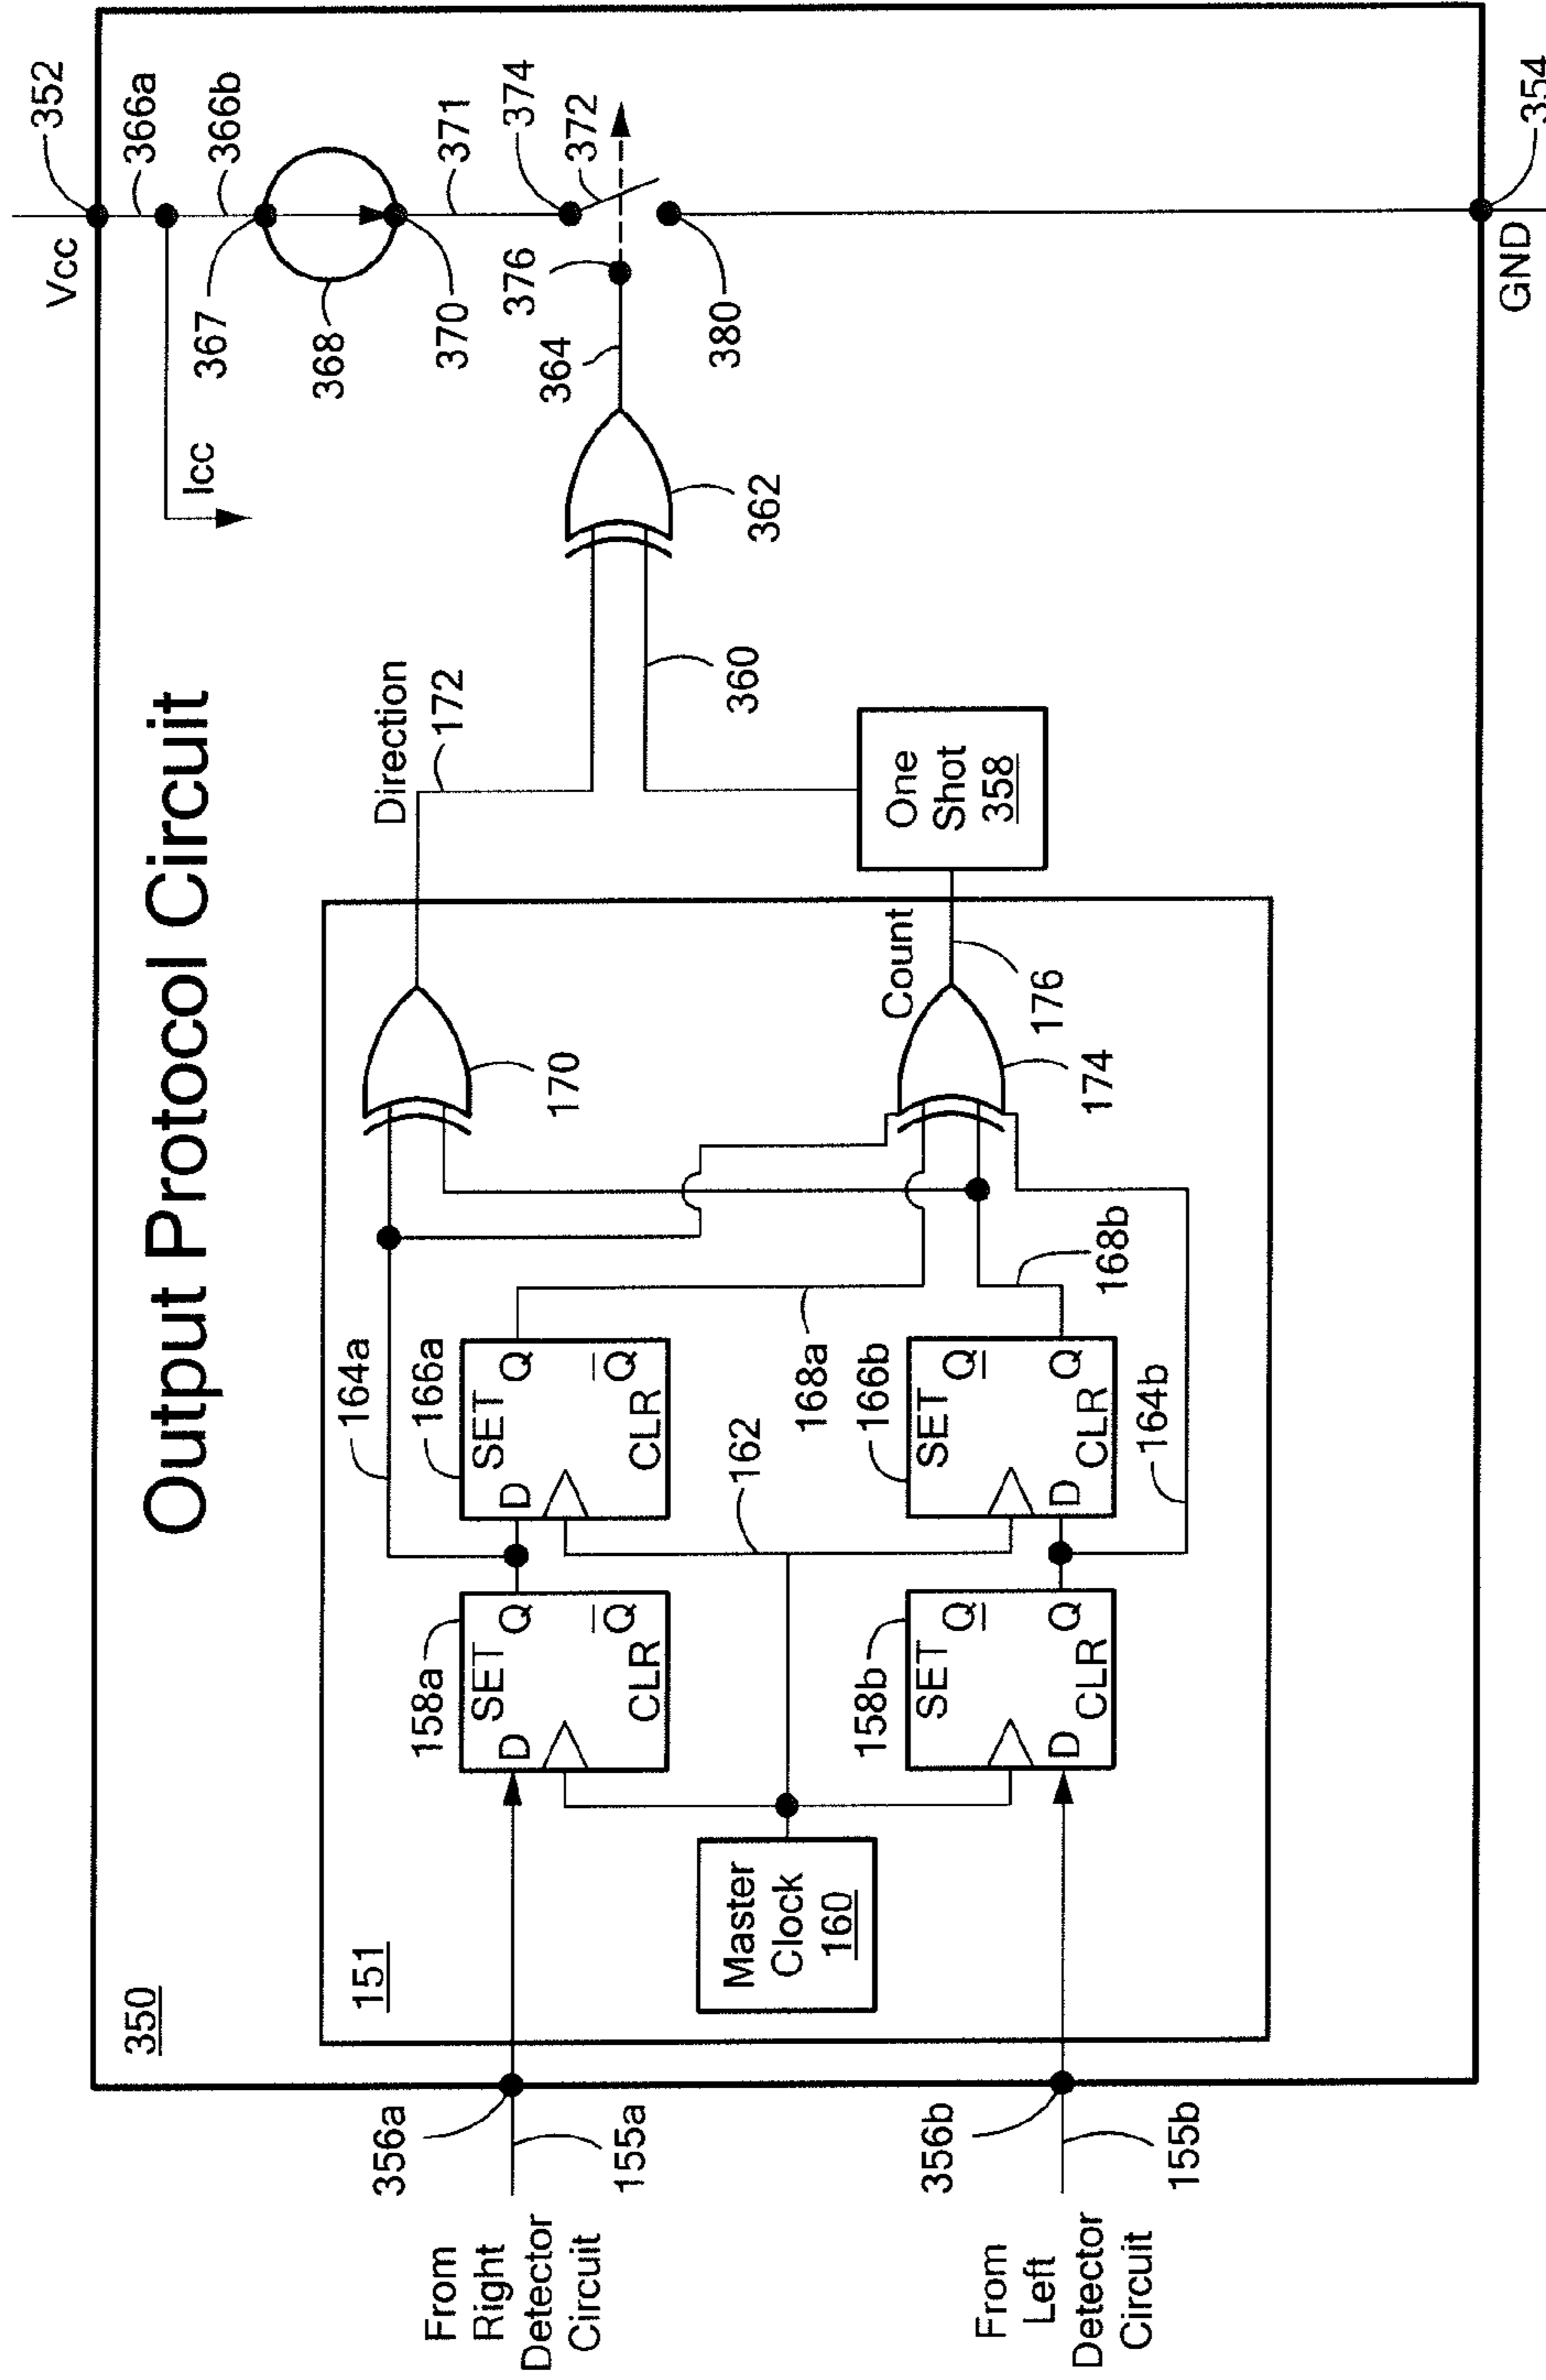 Output Protocol Circuit
350
151
Vcc
352
366a
366b
Icc
367
368
370
371
374
372
376
364
380
362
Direction
172
360
One
Shot
358
Count
176
170
174
164a
166a
SET
D
Q
Q
CLR
168a
168b
162
166b
SET
Q
D
Q
CLR
164b
158a
SET
D
Q
Q
CLR
158b
SET
Q
D
Q
CLR
Master
Clock
160
356a
155a
From
Right
Detector
Circuit
356b
155b
From
Left
Detector
Circuit
GND
354